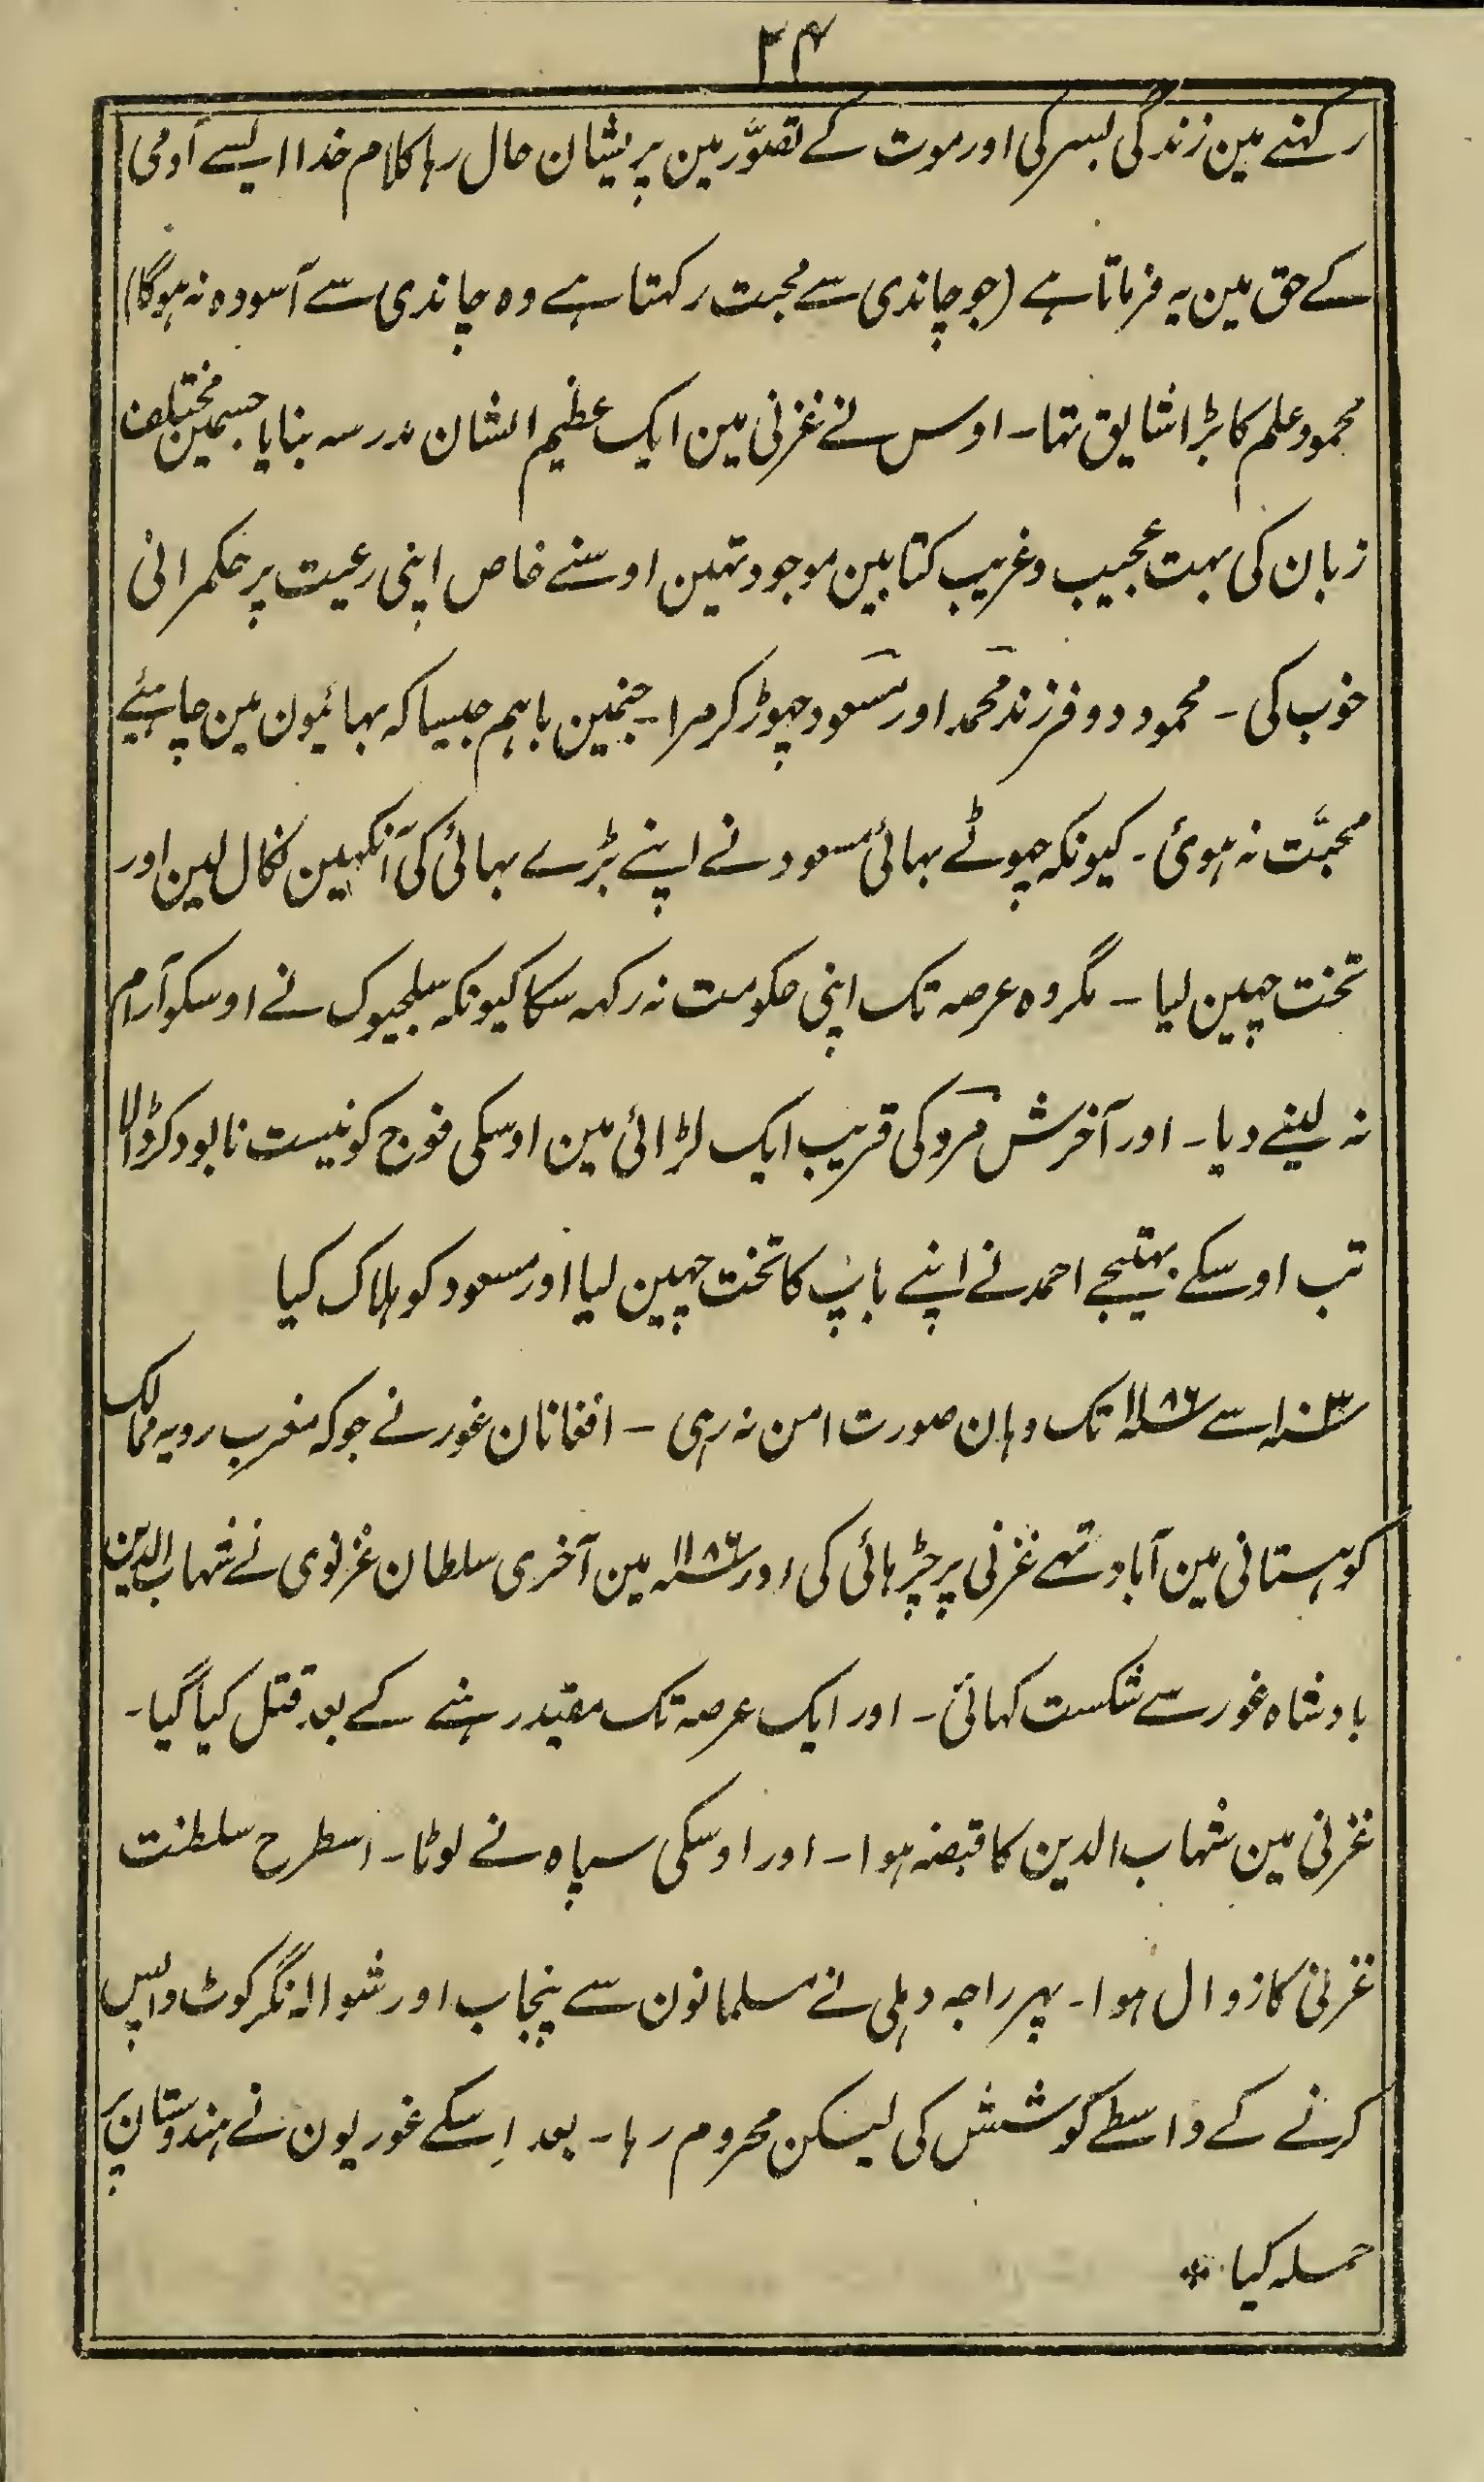 ۲۴
رکہنے مین زندگی بسر کی اور موت کے تصوَّر مین پریشان حال رہا کلام خدا ایسے آدمی
کے حق مین یہ فرماتا ہے (جو چاندی سے محبت رکہتا ہے وہ چاندی سے آسودہ نہ ہوگا)
محمود علم کا بڑا شایق تہا۔ اوس نے غزنی مین ایک عظیم الشان مدرسہ بنایا جسمین مختلف
زبان کی بہت عجیب و غریب کتابین موجود تہین اوسنے خاص اپنی رعیت پر حکمرانی
خوب کی۔ محمود دو فرزند محمد اور مسعود چہوڑ کر مرا۔ جنمین باہم جیسا کہ بہائیون مین چاہئیے
محبَّت نہ ہوئ۔ کیونکہ چہوٹے بہائی مسعود نے اپنے بڑے بہائی کی آنکہین نکال لین اور
تخت چہین لیا۔ مگر وہ عرصہ تک اپنی حکومت نہ رکہہ سکا کیونکہ سلجیوک نے اوسکو آرام
نہ لینے دیا۔ اور آخرش مرو کی قریب ایک لڑائی مین اوسکی فوج کو نیست نابود کر ڈالا
تب اوسکے بہتیجے احمد نے اپنے باپ کا تخت چہین لیا اور مسعود کو ہلاک کیا
سے ۱۱۸۶ تک وہان صورت امن نہ رہی۔ افغانان غور نے جو کہ مغرب رویہ ممالک
کوہستانی مین آباد تہے غزنی پر چڑہائی کی اور ۱۱۸۶ مین آخری سلطان غزنوی نے شہاب الدین
بادشاہ غور سے شکست کہائی۔ اور ایک عرصہ تک مقید رہنے کے بعد قتل کیا گیا۔
غزنی مین شہاب الدین کا قبضہ ہوا۔ اور اوسکی سپاہ نے لوٹا۔ اسطرح سلطنت
غزنی کا زوال ہوا۔ پہر راجہ دہلی نے مسلمانون سے پنجاب اور شوالہ نگر کوٹ واپس
کرنے کے واسطے کوشش کی لیکن محروم رہا۔ بعد اِسکے غوریون نے ہندوستان پر
حملہ کیا *